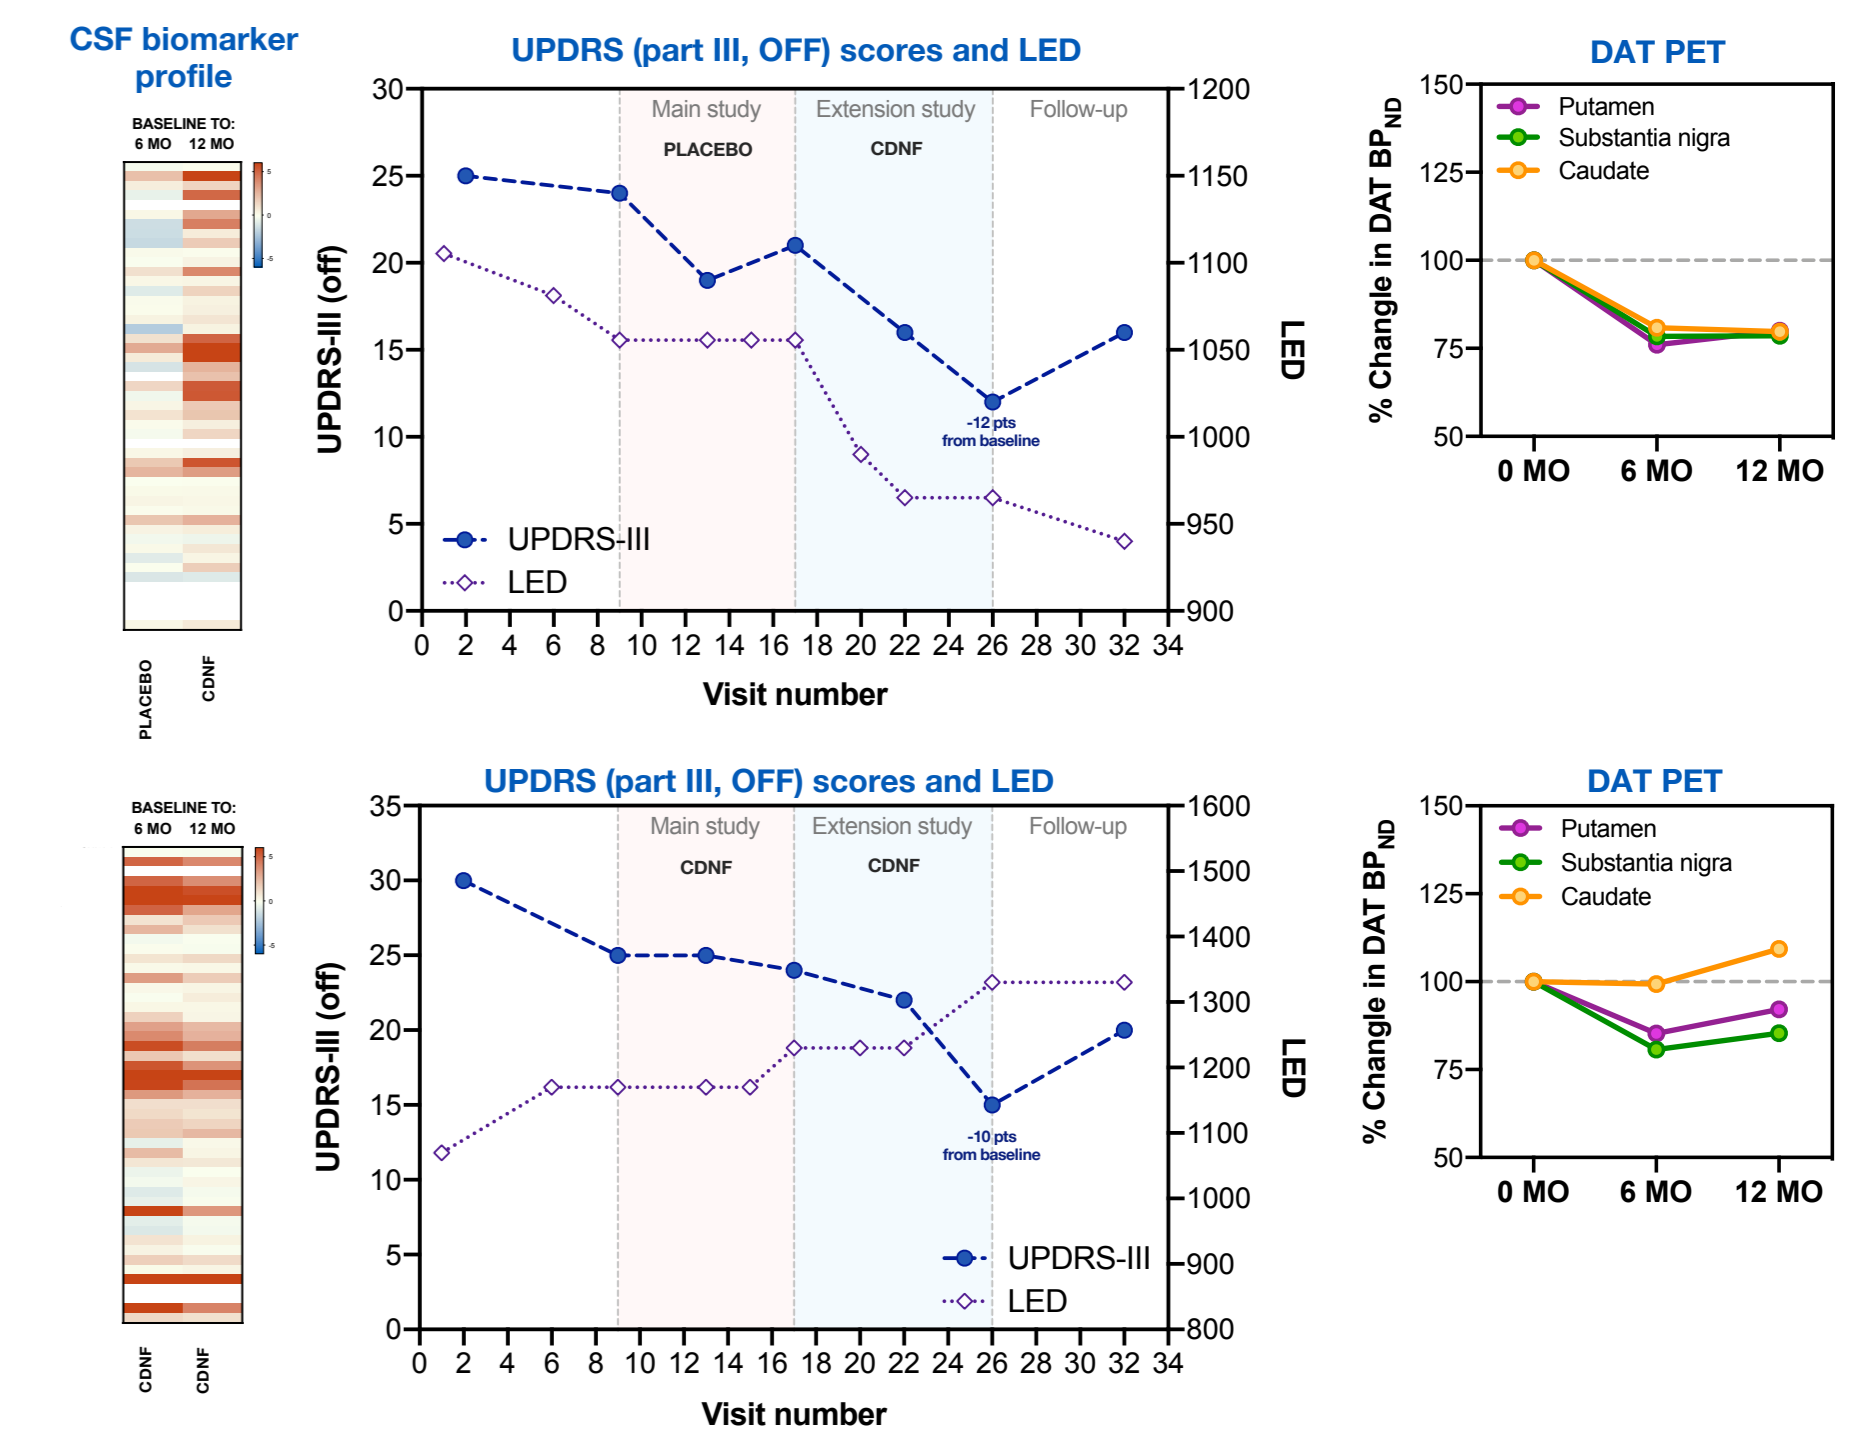 CSF biomarker
profile
BASELINE TO:
6 MO 12 MO
5
0
-5
PLACEBO
CDNF
UPDRS (part III, OFF) scores and LED
30
25
20
15
10
5
0
UPDRS-III (off)
Main study
PLACEBO
Extension study
CDNF
Follow-up
-12 pts
from baseline
UPDRS-III
LED
1200
1150
1100
1050
1000
950
900
LED
0 2 4 6 8 10 12 14 16 18 20 22 24 26 28 30 32 34
Visit number
DAT PET
150
125
100
75
50
% Change in DAT BPND
Putamen
Substantia nigra
Caudate
0 MO 6 MO 12 MO
BASELINE TO:
6 MO 12 MO
5
0
-5
CDNF
CDNF
UPDRS (part III, OFF) scores and LED
35
30
25
20
15
10
5
0
UPDRS-III (off)
Main study
CDNF
Extension study
CDNF
Follow-up
-10 pts
from baseline
UPDRS-III
LED
1600
1500
1400
1300
1200
1100
1000
900
800
LED
0 2 4 6 8 10 12 14 16 18 20 22 24 26 28 30 32 34
Visit number
DAT PET
150
125
100
75
50
% Changle in DAT BPND
Putamen
Substantia nigra
Caudate
0 MO 6 MO 12 MO